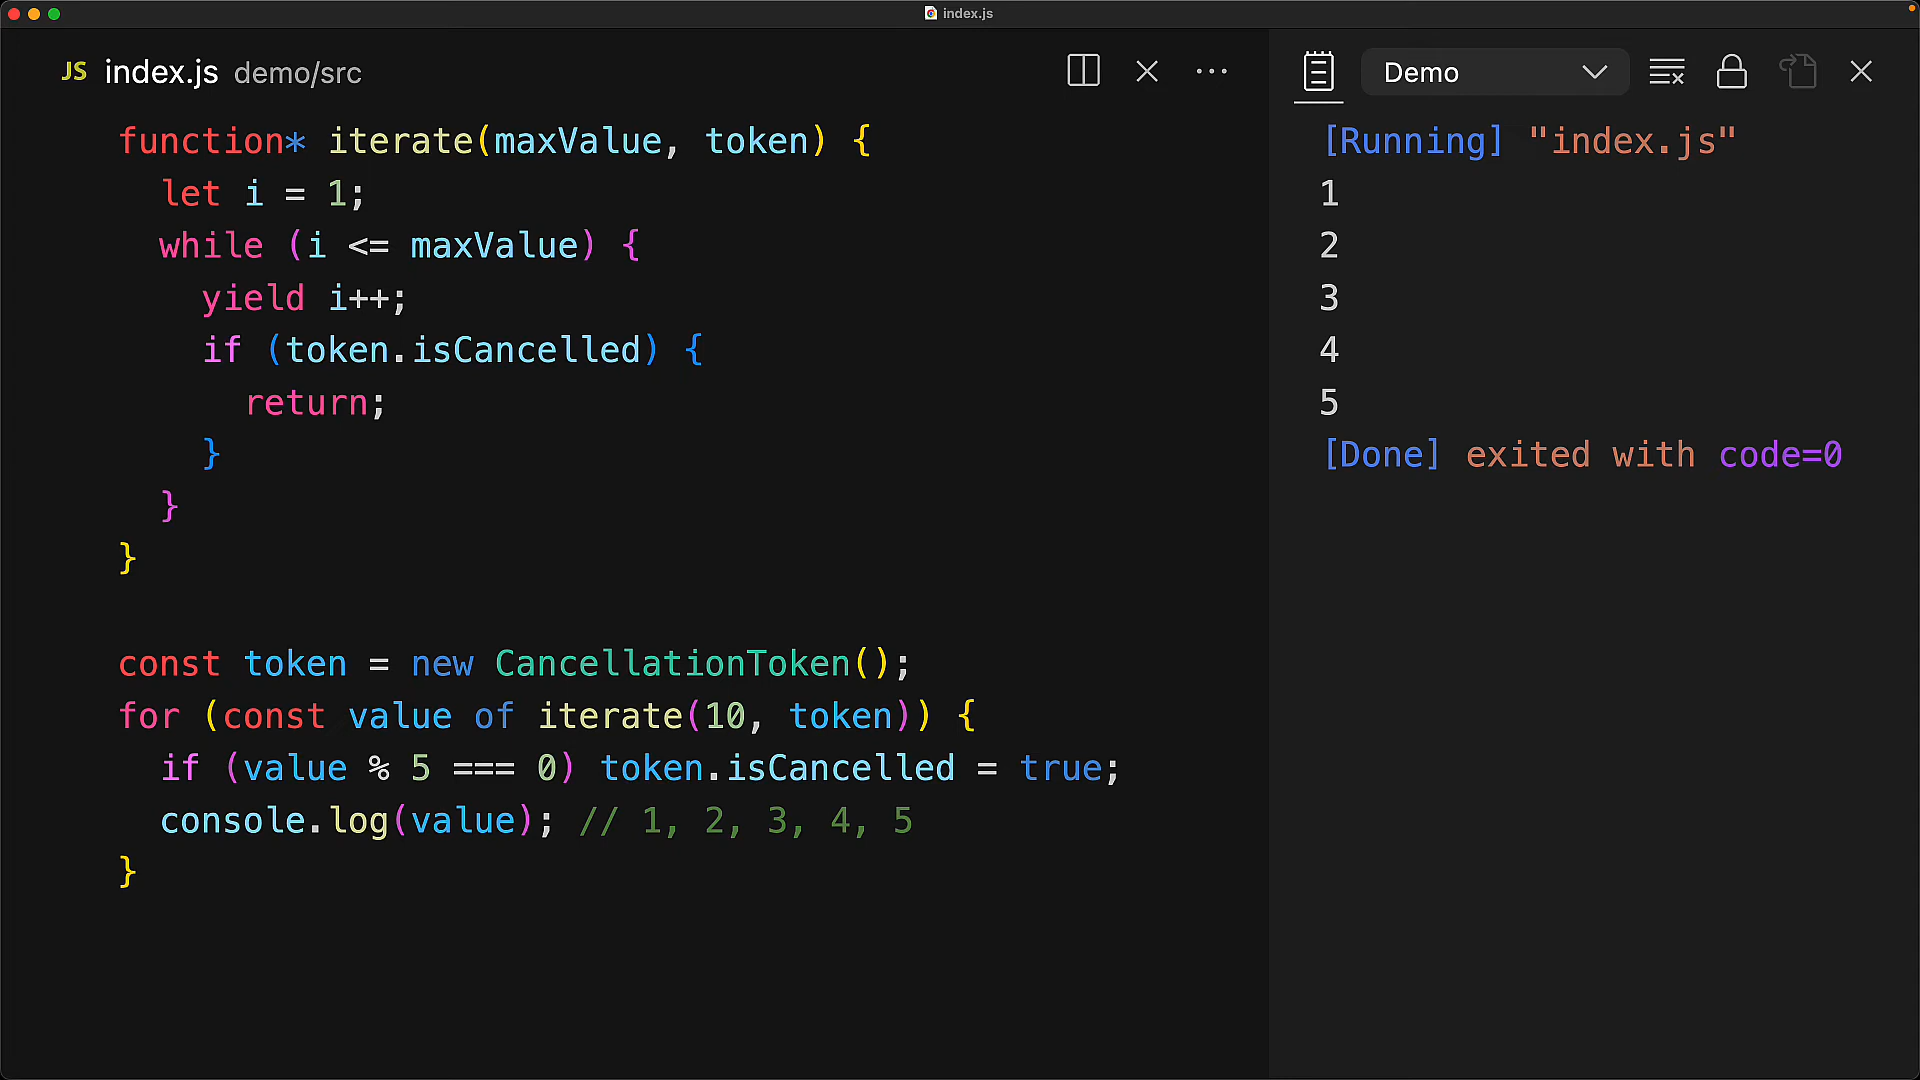 index.js
JS index.js demo/src
function* iterate(maxValue, token) {
  let i = 1;
  while (i <= maxValue) {
    yield i++;
    if (token.isCancelled) {
      return;
    }
  }
}
const token = new CancellationToken();
for (const value of iterate(10, token)) {
  if (value % 5 === 0) token.isCancelled = true;
  console.log(value); // 1, 2, 3, 4, 5
}
Demo
[Running] "index.js"
1
2
3
4
5
[Done] exited with code=0